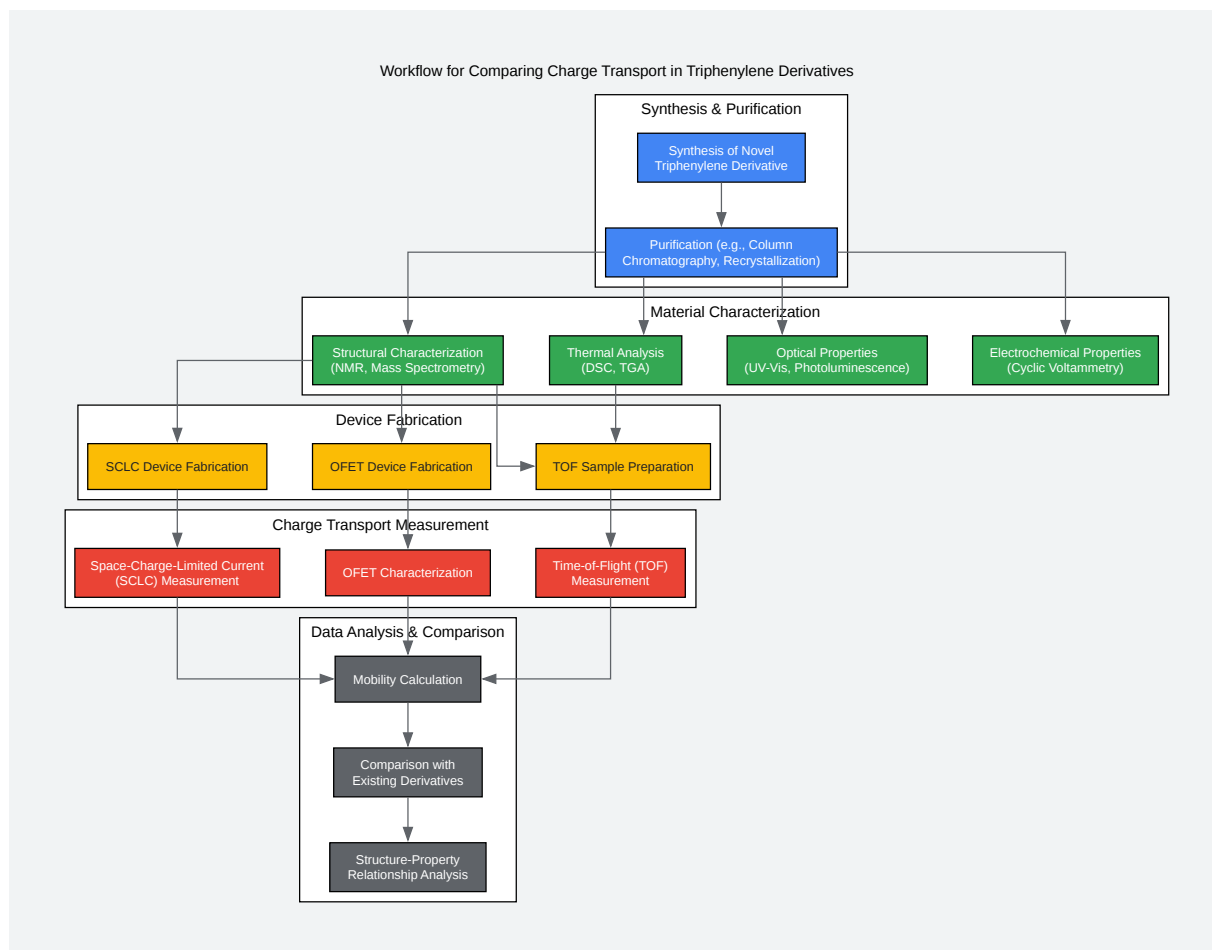 Workflow for Comparing Charge Transport in Triphenylene Derivatives
Synthesis & Purification
Synthesis of Novel
Triphenylene Derivative
Purification (e.g., Column
Chromatography, Recrystallization)
Material Characterization
Structural Characterization
(NMR, Mass Spectrometry)
Thermal Analysis
(DSC, TGA)
Optical Properties
(UV-Vis, Photoluminescence)
Electrochemical Properties
(Cyclic Voltammetry)
Device Fabrication
SCLC Device Fabrication
OFET Device Fabrication
TOF Sample Preparation
Charge Transport Measurement
Space-Charge-Limited Current
(SCLC) Measurement
OFET Characterization
Time-of-Flight (TOF)
Measurement
Data Analysis & Comparison
Mobility Calculation
Comparison with
Existing Derivatives
Structure-Property
Relationship Analysis